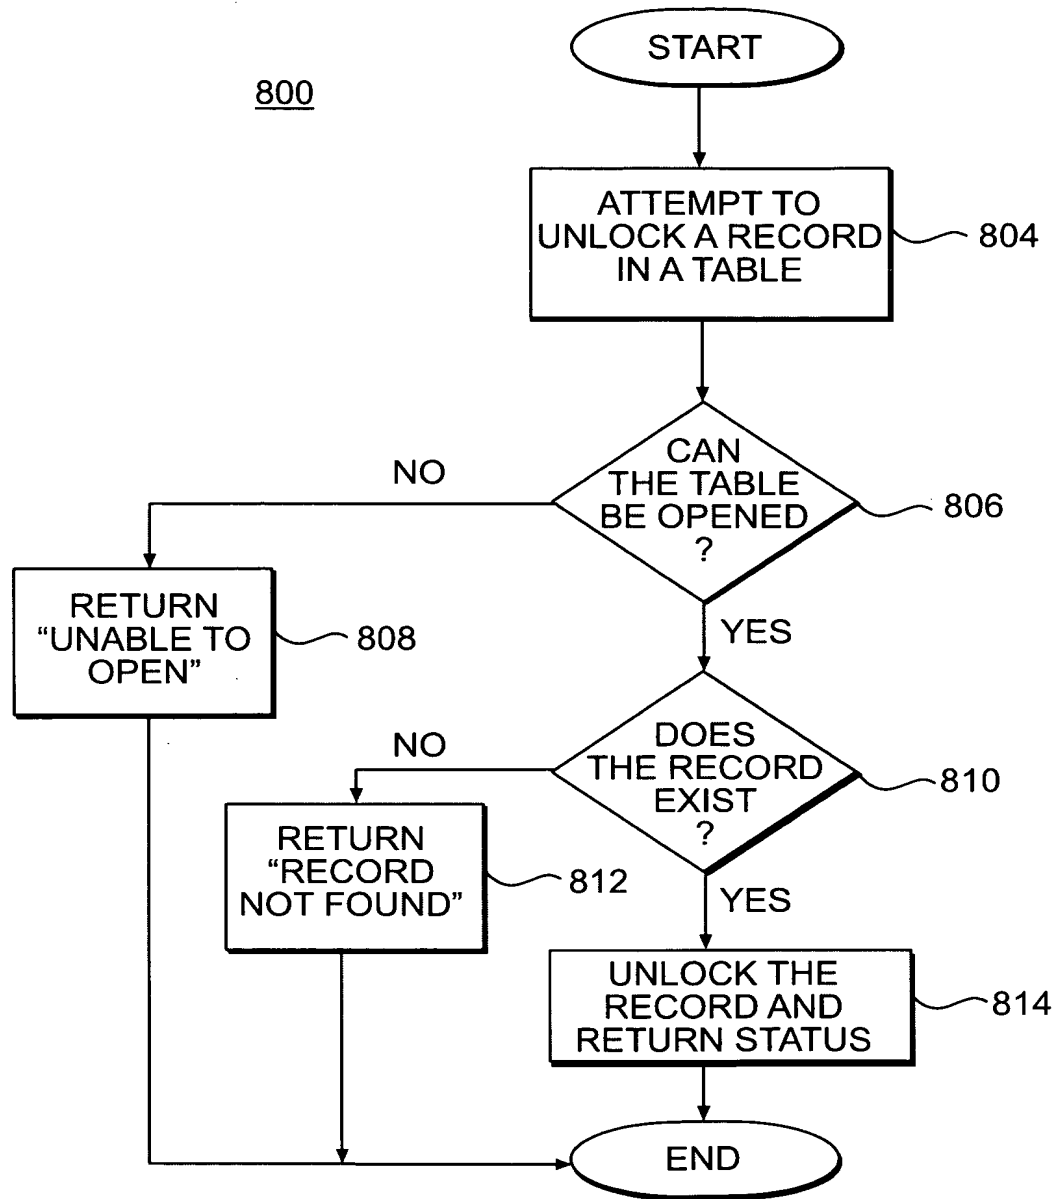 START
800
ATTEMPT TO
UNLOCK A RECORD
IN A TABLE
804
CAN
THE TABLE
BE OPENED
?
806
NO
YES
RETURN
“UNABLE TO
OPEN”
808
DOES
THE RECORD
EXIST
?
810
NO
YES
RETURN
“RECORD
NOT FOUND”
812
UNLOCK THE
RECORD AND
RETURN STATUS
814
END